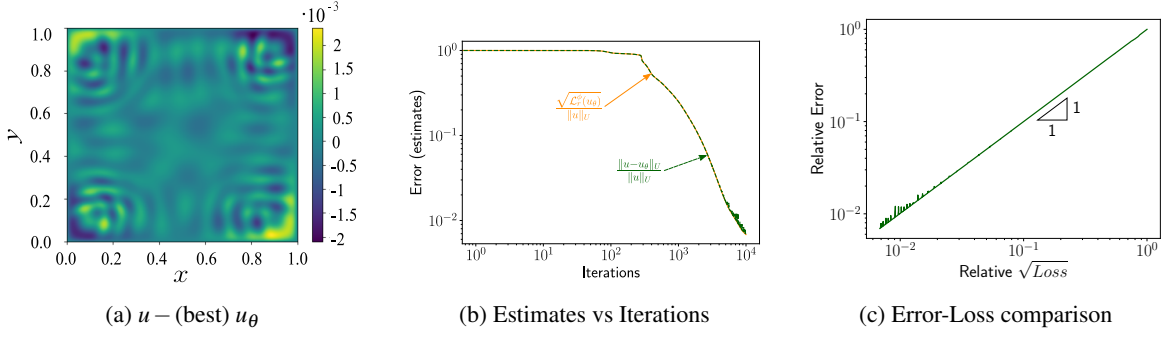 ·10⁻³
1.0
0.8
0.6
0.4
0.2
0.0
y
0.0 0.2 0.4 0.6 0.8 1.0
x
2
1.5
1
0.5
0
-0.5
-1
-1.5
-2
(a) u − (best) u_θ
10⁰
10⁻¹
10⁻²
Error (estimates)
√L_r^φ(u_θ) / ‖u‖_U
‖u−u_θ‖_U / ‖u‖_U
10⁰ 10¹ 10² 10³ 10⁴
Iterations
(b) Estimates vs Iterations
10⁰
10⁻¹
10⁻²
Relative Error
1
1
10⁻² 10⁻¹ 10⁰
Relative √Loss
(c) Error-Loss comparison